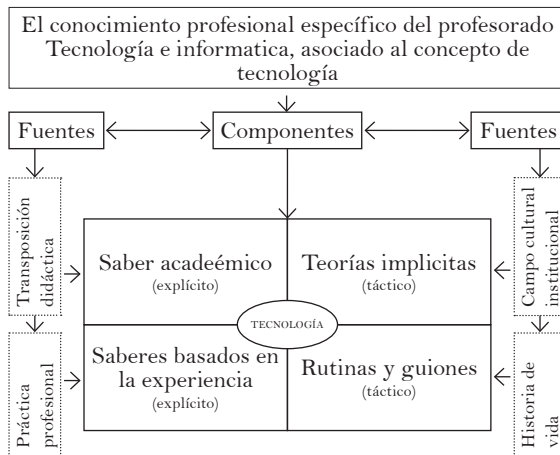 El conocimiento profesional específico del profesorado
Tecnología e informatica, asociado al concepto de
tecnología
Fuentes
Componentes
Fuentes
Transposición
didáctica
Saber acadeémico
(explícito)
Teorías implicitas
(táctico)
Campo cultural
institucional
TECNOLOGÍA
Práctica
profesional
Saberes basados en
la experiencia
(explícito)
Rutinas y guiones
(táctico)
Historia de
vida